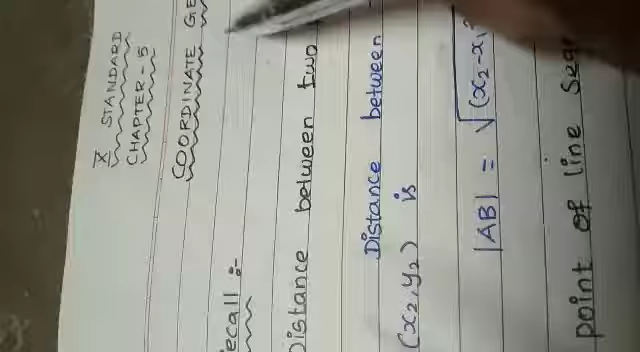 X STANDARD
CHAPTER - 5
COORDINATE GE
ecall :-
Distance between two
Distance between
(x₂, y₂) is
|AB| = √(x₂-x₁
point of line Seg